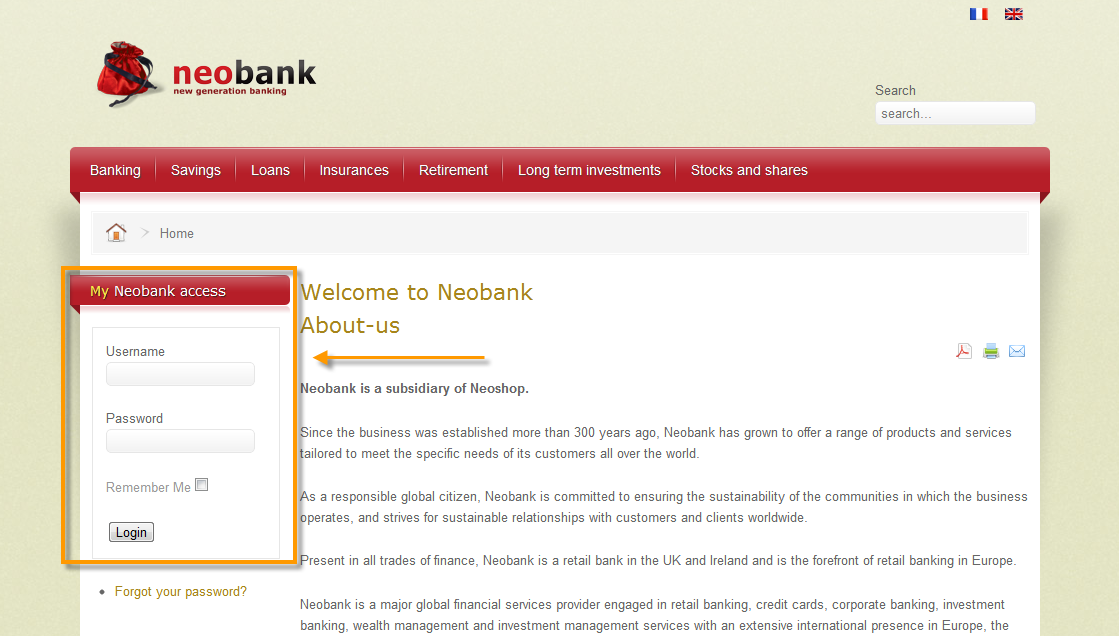 neobank
new generation banking
Search
search...
Banking Savings Loans Insurances Retirement Long term investments Stocks and shares
Home
My Neobank access
Username
Password
Remember Me
Login
Forgot your password?
Welcome to Neobank
About-us
Neobank is a subsidiary of Neoshop.
Since the business was established more than 300 years ago, Neobank has grown to offer a range of products and services
tailored to meet the specific needs of its customers all over the world.
As a responsible global citizen, Neobank is committed to ensuring the sustainability of the communities in which the business
operates, and strives for sustainable relationships with customers and clients worldwide.
Present in all trades of finance, Neobank is a retail bank in the UK and Ireland and is the forefront of retail banking in Europe.
Neobank is a major global financial services provider engaged in retail banking, credit cards, corporate banking, investment
banking, wealth management and investment management services with an extensive international presence in Europe, the